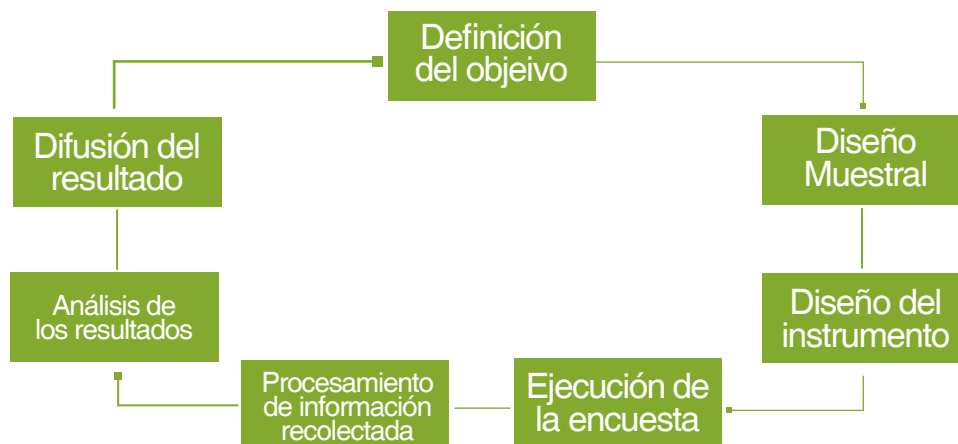 Definición
del objeivo
Diseño
Muestral
Diseño del
instrumento
Ejecución de
la encuesta
Procesamiento
de información
recolectada
Análisis de
los resultados
Difusión del
resultado